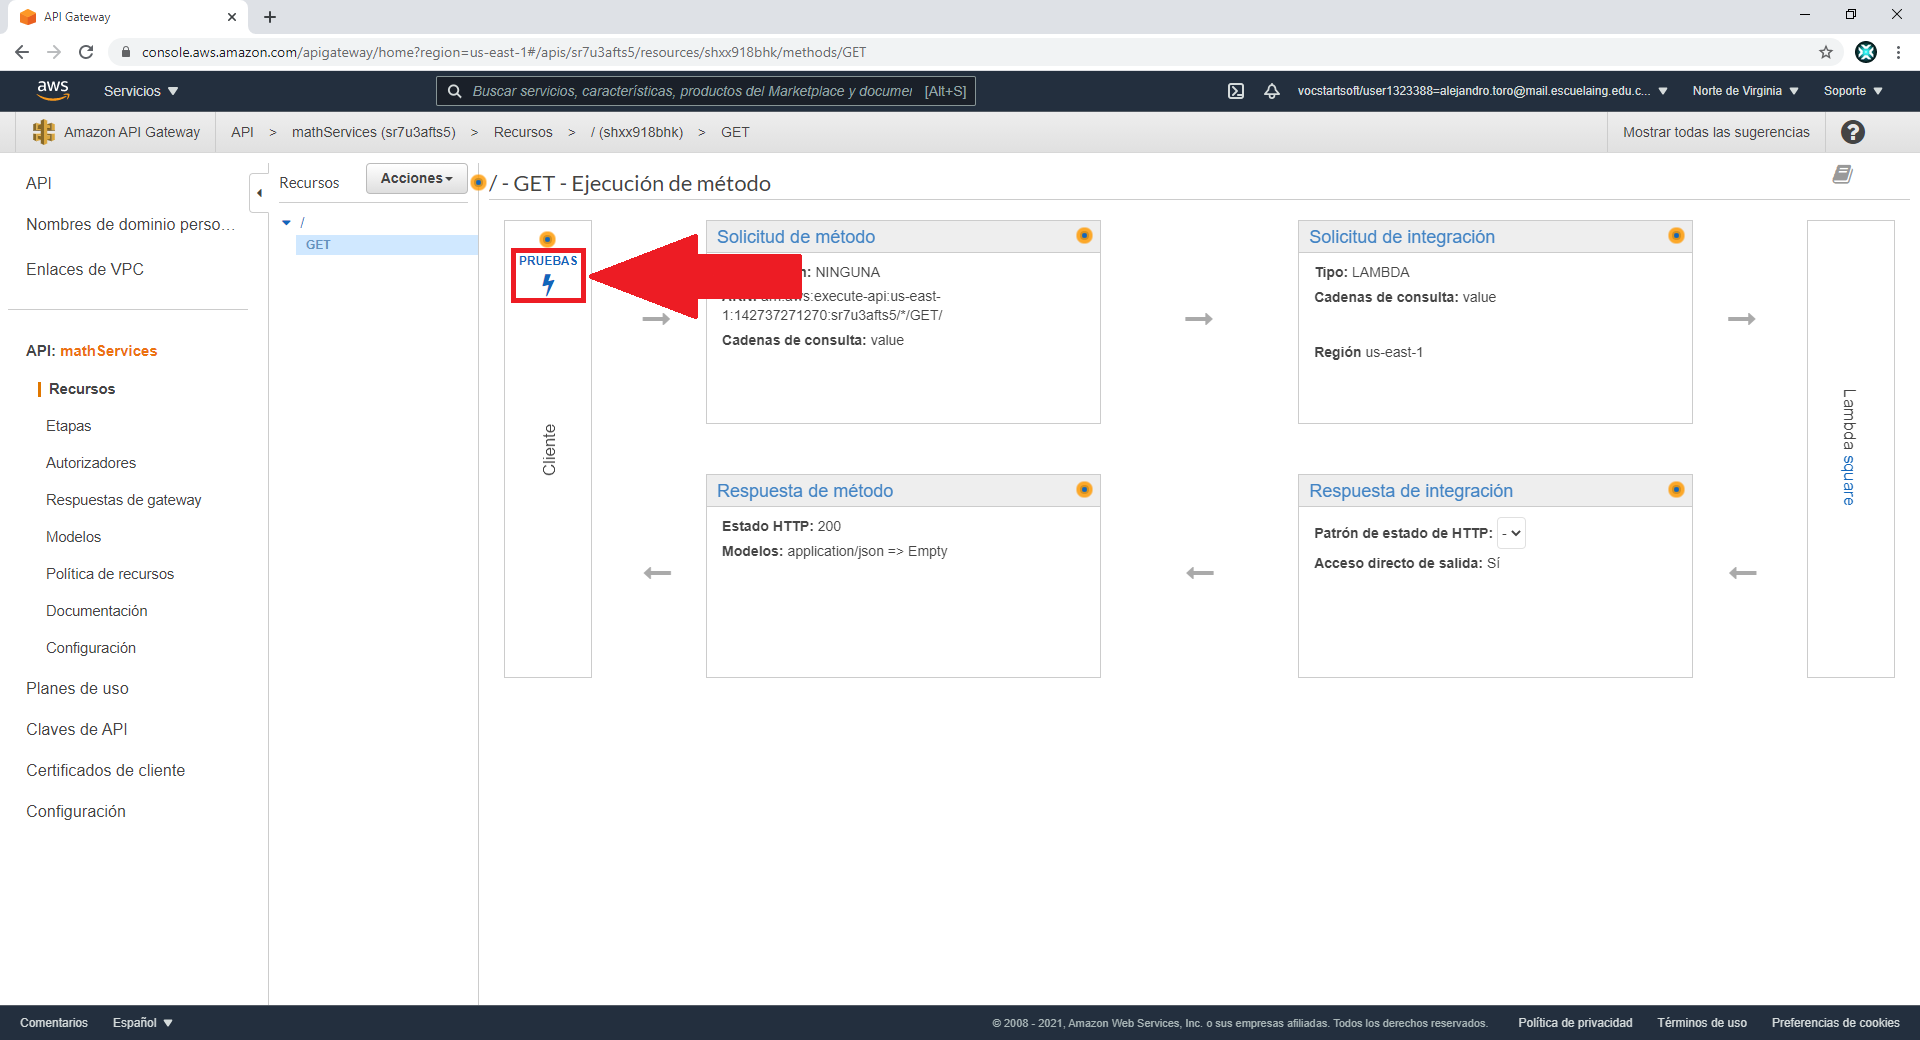 API Gateway
console.aws.amazon.com/apigateway/home?region=us-east-1#/apis/sr7u3afts5/resources/shxx918bhk/methods/GET
aws
Servicios
Buscar servicios, características, productos del Marketplace y documer
[Alt+S]
vocstartsoft/user1323388=alejandro.toro@mail.escuelaing.edu.c...
Norte de Virginia
Soporte
Amazon API Gateway
API > mathServices (sr7u3afts5) > Recursos > / (shxx918bhk) > GET
Mostrar todas las sugerencias
?
API
Nombres de dominio perso...
Enlaces de VPC
API: mathServices
Recursos
Etapas
Autorizadores
Respuestas de gateway
Modelos
Política de recursos
Documentación
Configuración
Planes de uso
Claves de API
Certificados de cliente
Configuración
Recursos
Acciones
/
GET
/ - GET - Ejecución de método
PRUEBAS
Cliente
Solicitud de método
NINGUNA
execute-api:us-east-
1:142737271270:sr7u3afts5/*/GET/
Cadenas de consulta: value
Solicitud de integración
Tipo: LAMBDA
Cadenas de consulta: value
Región us-east-1
Lambda square
Respuesta de método
Estado HTTP: 200
Modelos: application/json => Empty
Respuesta de integración
Patrón de estado de HTTP: -
Acceso directo de salida: Sí
Comentarios
Español
© 2008 - 2021, Amazon Web Services, Inc. o sus empresas afiliadas. Todos los derechos reservados.
Política de privacidad
Términos de uso
Preferencias de cookies